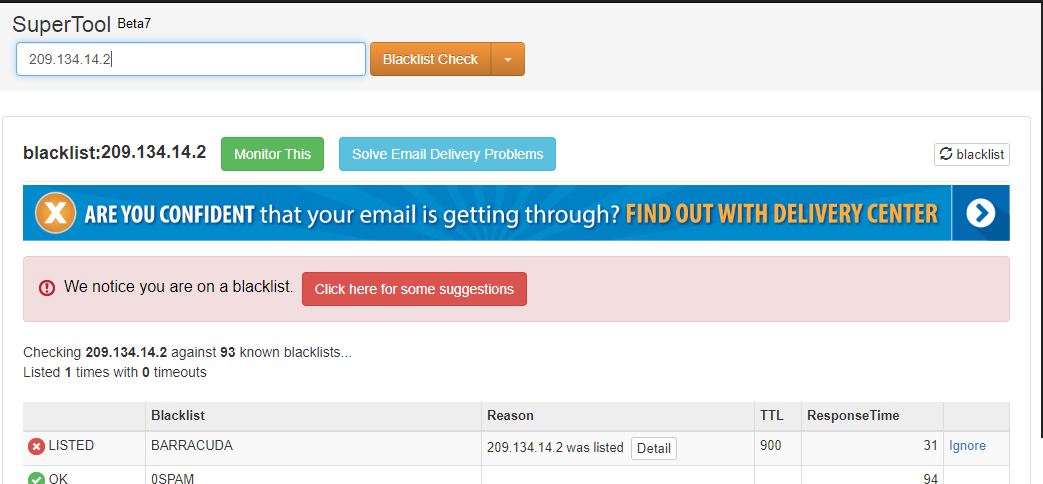 SuperTool Beta7
209.134.14.2 Blacklist Check
blacklist:209.134.14.2 Monitor This Solve Email Delivery Problems blacklist
X ARE YOU CONFIDENT that your email is getting through? FIND OUT WITH DELIVERY CENTER
We notice you are on a blacklist. Click here for some suggestions
Checking 209.134.14.2 against 93 known blacklists...
Listed 1 times with 0 timeouts
Blacklist Reason TTL ResponseTime
LISTED BARRACUDA 209.134.14.2 was listed Detail 900 31 Ignore
OK 0SPAM 94